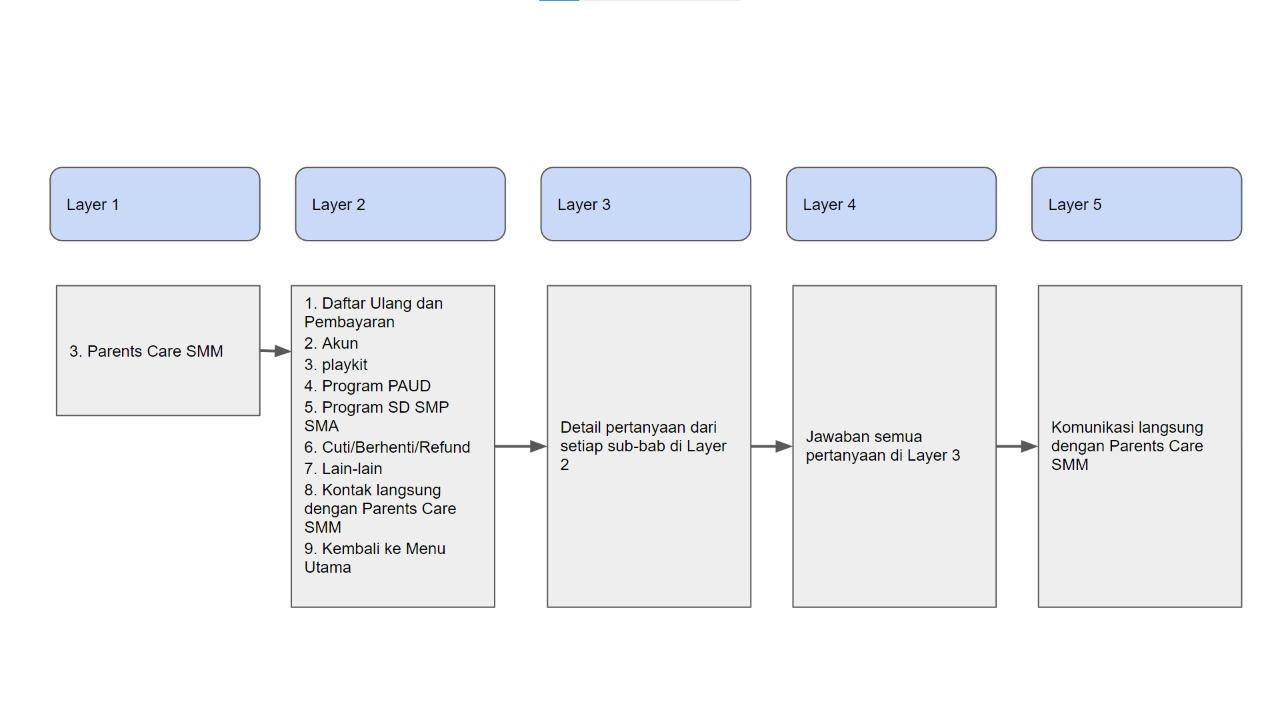 Layer 1
Layer 2
Layer 3
Layer 4
Layer 5
3. Parents Care SMM
1. Daftar Ulang dan
Pembayaran
2. Akun
3. playkit
4. Program PAUD
5. Program SD SMP
SMA
6. Cuti/Berhenti/Refund
7. Lain-lain
8. Kontak langsung
dengan Parents Care
SMM
9. Kembali ke Menu
Utama
Detail pertanyaan dari
setiap sub-bab di Layer
2
Jawaban semua
pertanyaan di Layer 3
Komunikasi langsung
dengan Parents Care
SMM